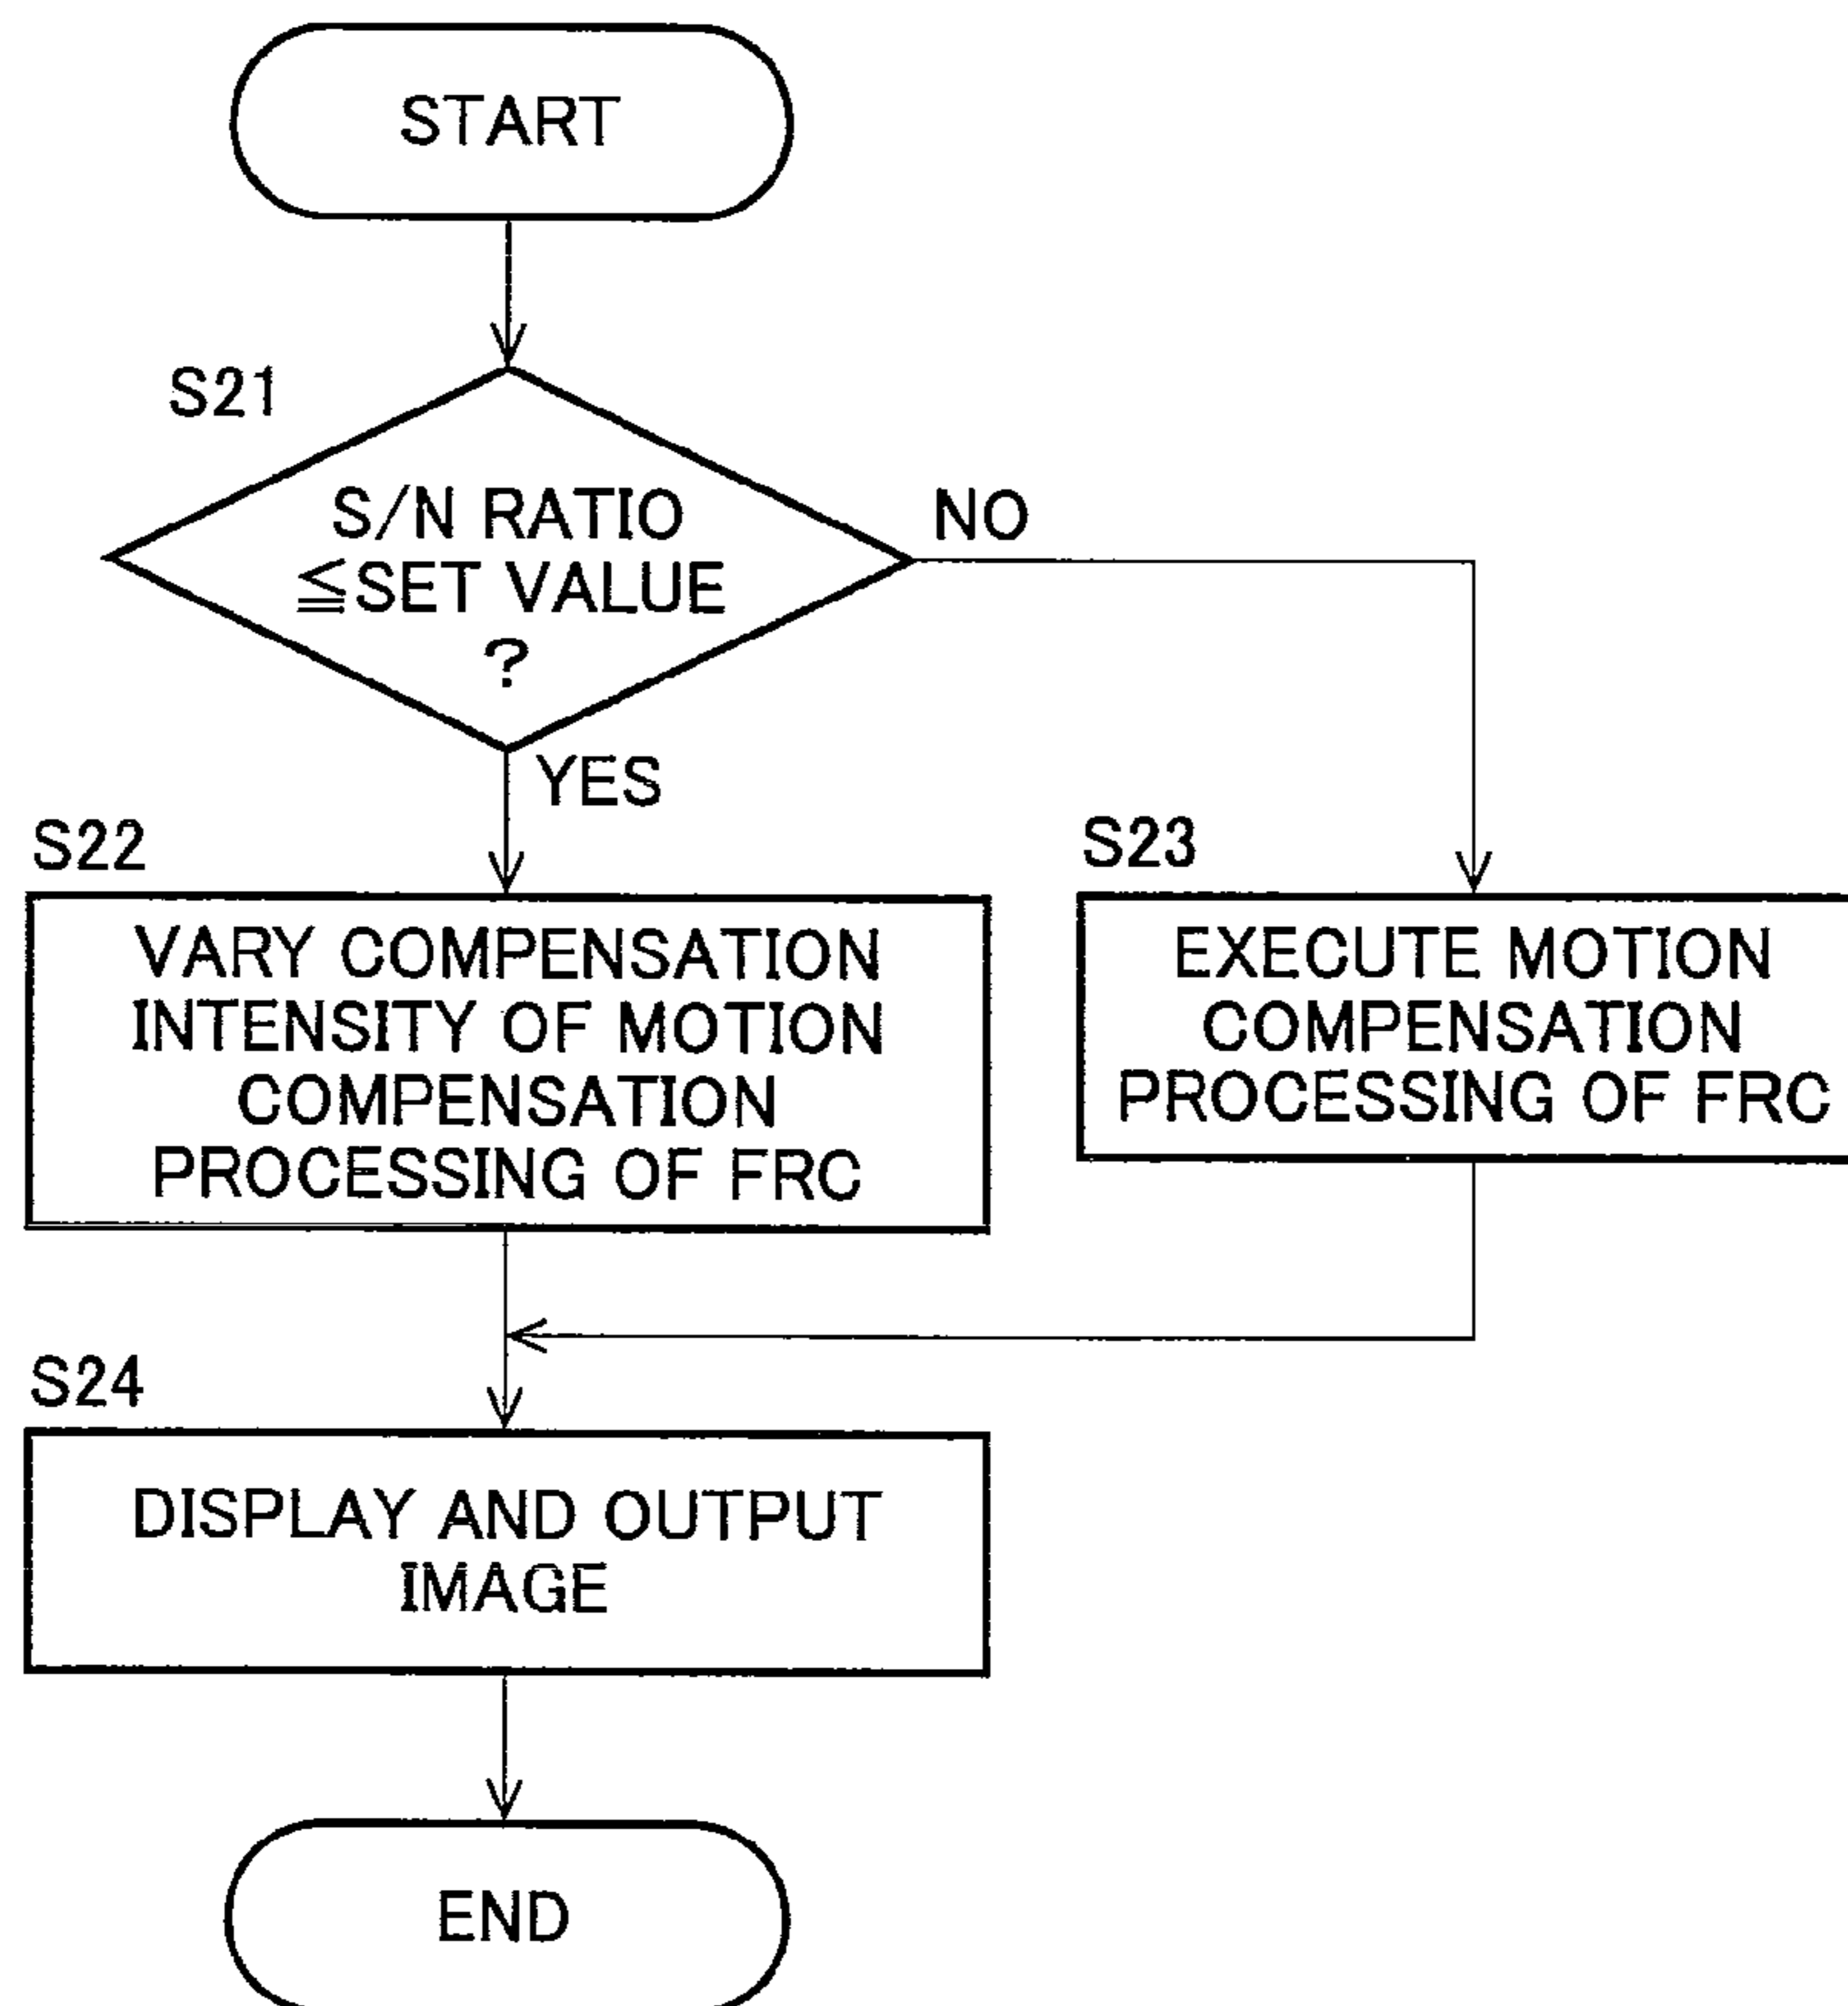 START
S21
S/N RATIO
≦SET VALUE
?
NO
YES
S22
VARY COMPENSATION
INTENSITY OF MOTION
COMPENSATION
PROCESSING OF FRC
S23
EXECUTE MOTION
COMPENSATION
PROCESSING OF FRC
S24
DISPLAY AND OUTPUT
IMAGE
END